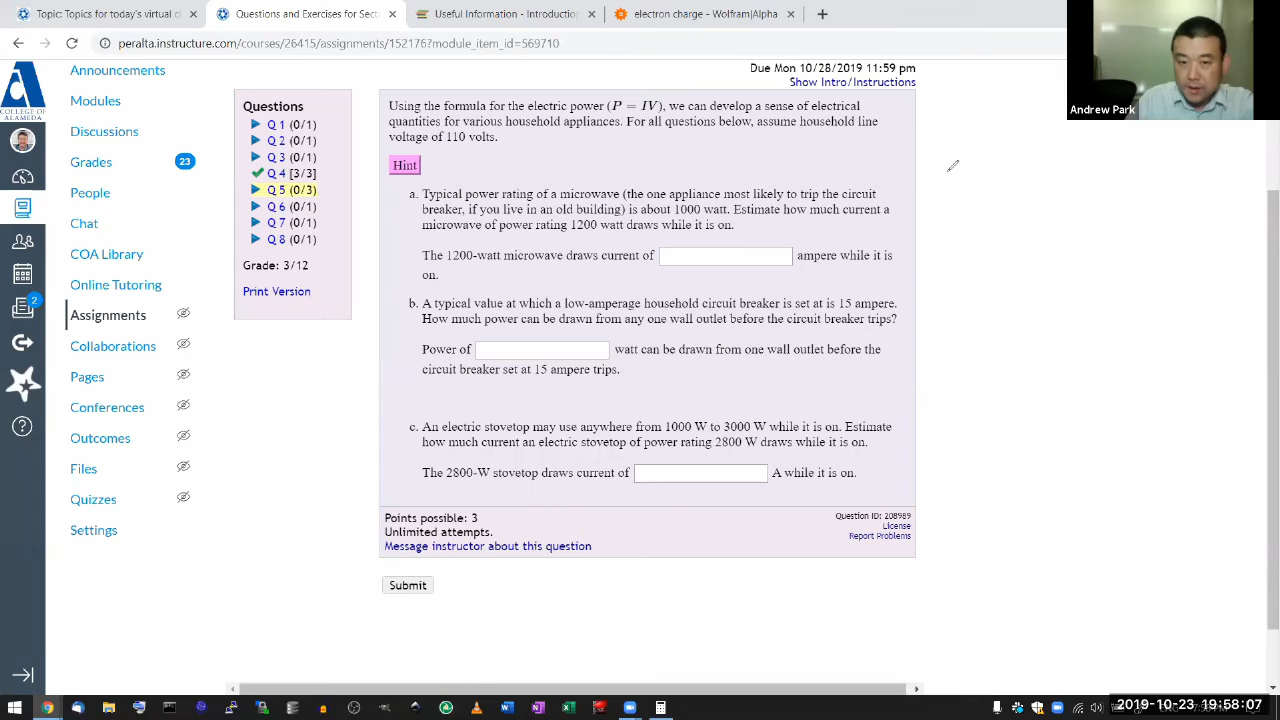 Topic: Today's virtual cl
Questions and Exercises for Sect
Useful Information - Introduction
electron charge - Wolfram|Alpha
peralta.instructure.com/courses/26415/assignments/152176?module_item_id=569710
COLLEGE OF
ALAMEDA
Announcements
Modules
Discussions
Grades 23
People
Chat
COA Library
Online Tutoring
2
Assignments
Collaborations
Pages
Conferences
Outcomes
Files
Quizzes
Settings
Due Mon 10/28/2019 11:59 pm
Show Intro/Instructions
Questions
Q 1 (0/1)
Q 2 (0/1)
Q 3 (0/1)
Q 4 [3/3]
Q 5 (0/3)
Q 6 (0/1)
Q 7 (0/1)
Q 8 (0/1)
Grade: 3/12
Print Version
Using the formula for the electric power (P = IV), we can develop a sense of electrical
quantities for various household appliances. For all questions below, assume household line
voltage of 110 volts.
Hint
a. Typical power rting of a microwave (the one appliance most likely to trip the circuit
breaker, if you live in an old building) is about 1000 watt. Estimate how much current a
microwave of power rating 1200 watt draws while it is on.
The 1200-watt microwave draws current of ampere while it is
on.
b. A typical value at which a low-amperage household circuit breaker is set at is 15 ampere.
How much power can be drawn from any one wall outlet before the circuit breaker trips?
Power of watt can be drawn from one wall outlet before the
circuit breaker set at 15 ampere trips.
c. An electric stovetop may use anywhere from 1000 W to 3000 W while it is on. Estimate
how much current an electric stovetop of power rating 2800 W draws while it is on.
The 2800-W stovetop draws current of A while it is on.
Points possible: 3
Unlimited attempts.
Message instructor about this question
Question ID: 208989
License
Report Problems
Submit
Andrew Park
2019-10-23 19:58:07